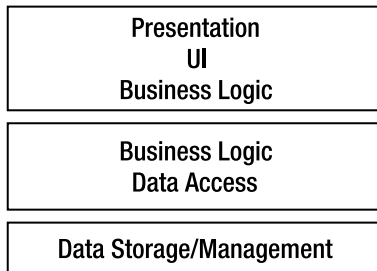 Presentation
UI
Business Logic
Business Logic
Data Access
Data Storage/Management